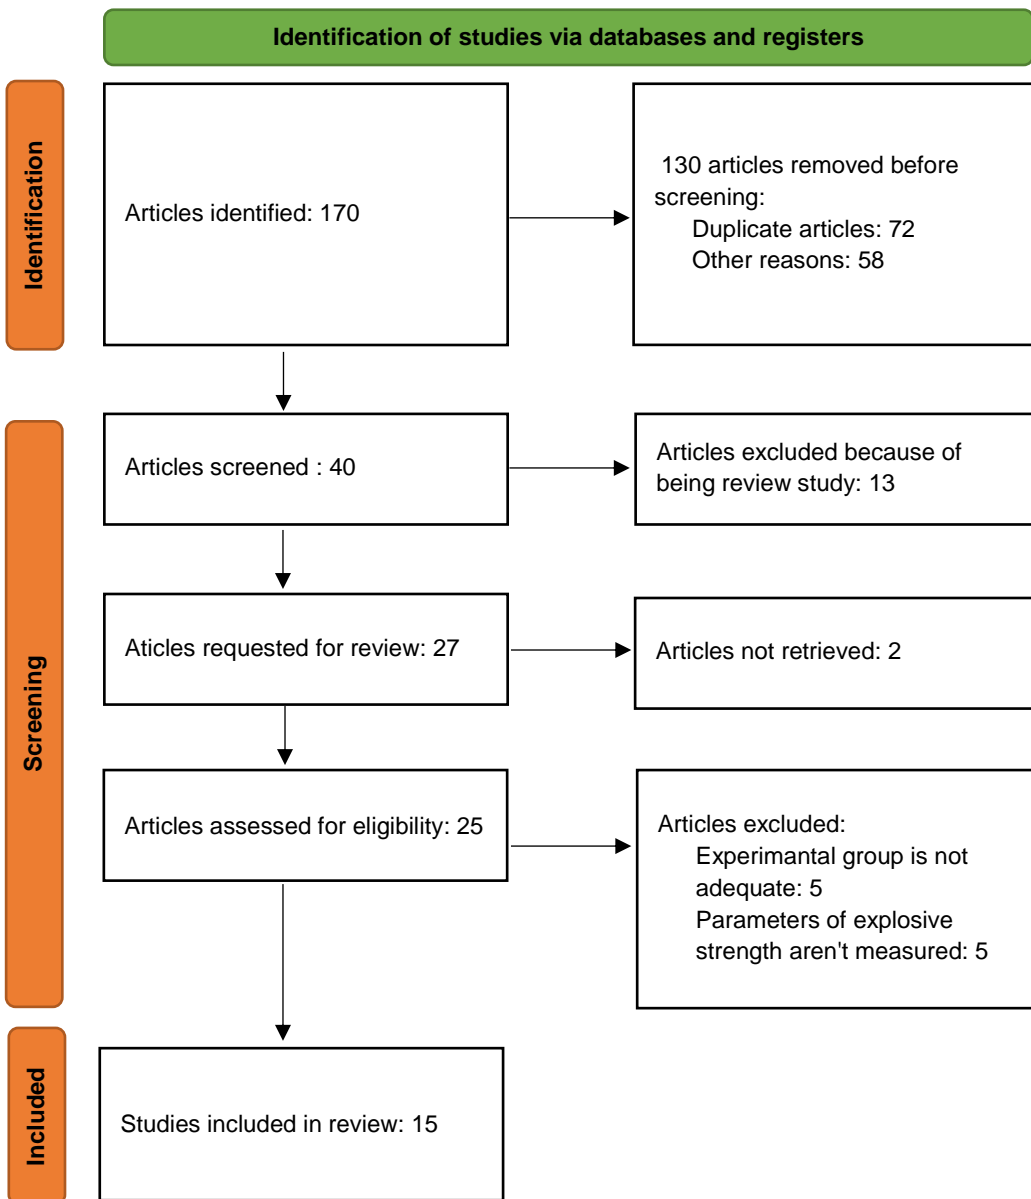 Identification of studies via databases and registers
Identification
Articles identified: 170
130 articles removed before
screening:
Duplicate articles: 72
Other reasons: 58
Screening
Articles screened : 40
Articles excluded because of
being review study: 13
Aticles requested for review: 27
Articles not retrieved: 2
Articles assessed for eligibility: 25
Articles excluded:
Experimantal group is not
adequate: 5
Parameters of explosive
strength aren't measured: 5
Included
Studies included in review: 15